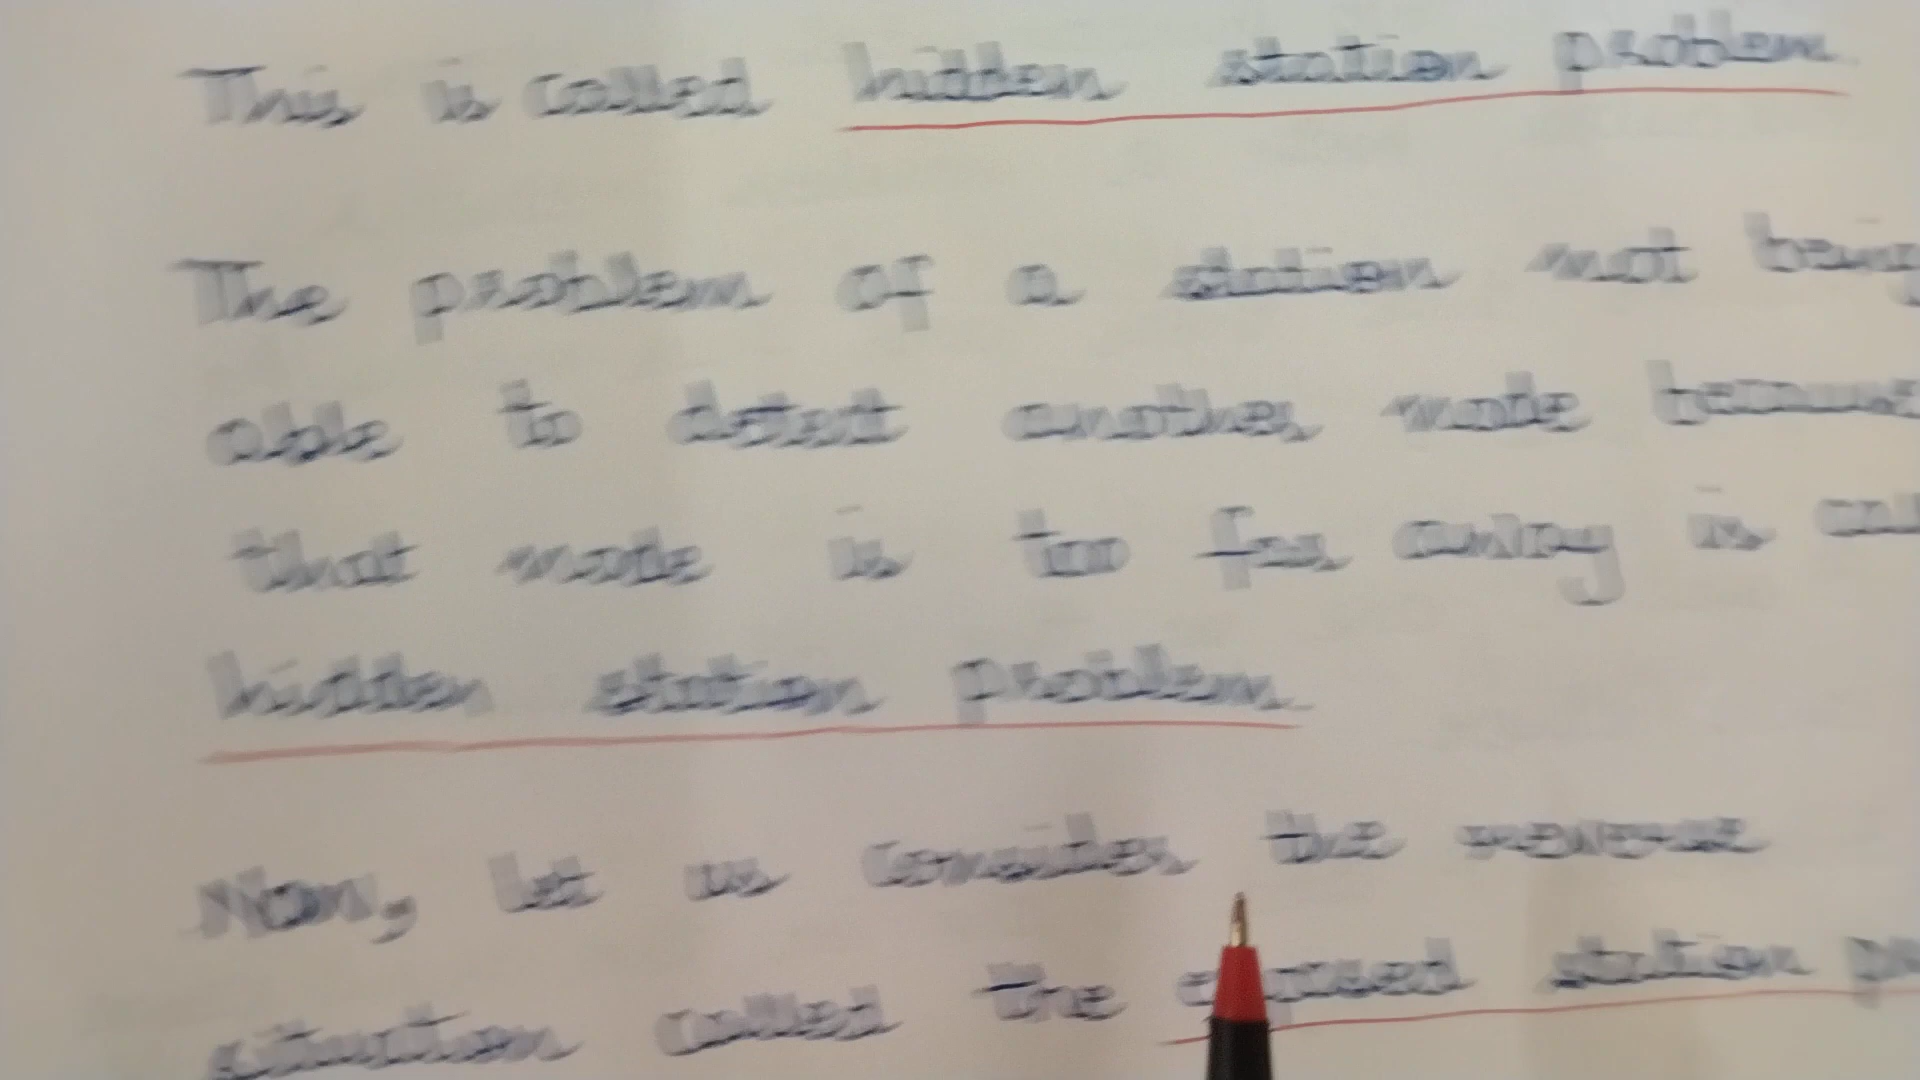 This is called hidden station problem.
The problem of a station not being
able to detect another node because
that node is too far away is
hidden station problem.
Now, let us consider the reverse
situation called the exposed station